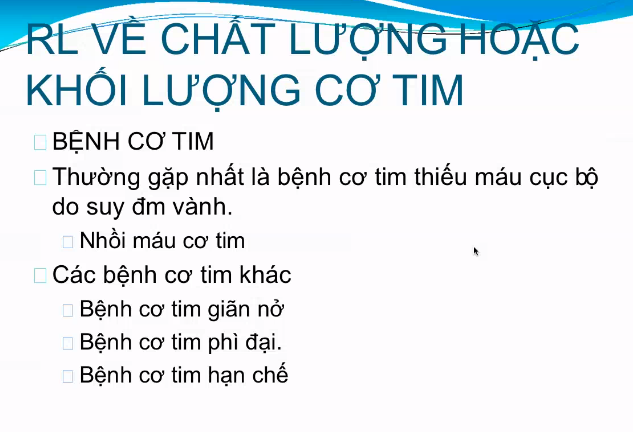 RL VỀ CHẤT LƯỢNG HOẶC
KHỐI LƯỢNG CƠ TIM
BỆNH CƠ TIM
Thường gặp nhất là bệnh cơ tim thiếu máu cục bộ
do suy đm vành.
Nhồi máu cơ tim
Các bệnh cơ tim khác
Bệnh cơ tim giãn nở
Bệnh cơ tim phì đại.
Bệnh cơ tim hạn chế